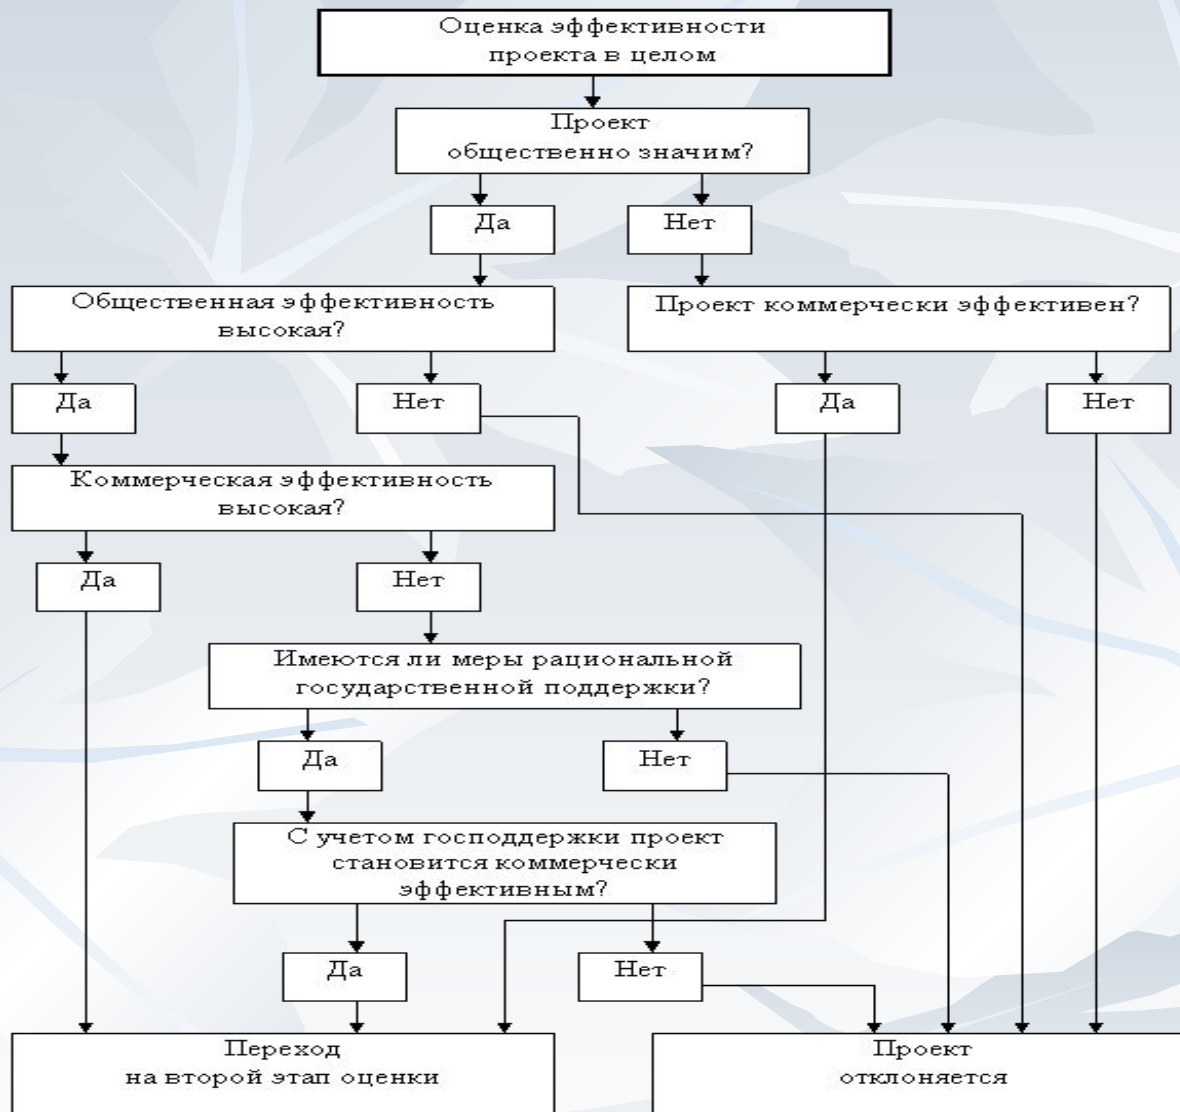 Оценка эффективности
проекта в целом
Проект
общественно значим?
Да
Нет
Общественная эффективность
высокая?
Проект коммерчески эффективен?
Да
Нет
Да
Нет
Коммерческая эффективность
высокая?
Да
Нет
Имеются ли меры рациональной
государственной поддержки?
Да
Нет
С учетом господдержки проект
становится коммерчески
эффективным?
Да
Нет
Переход
на второй этап оценки
Проект
отклоняется